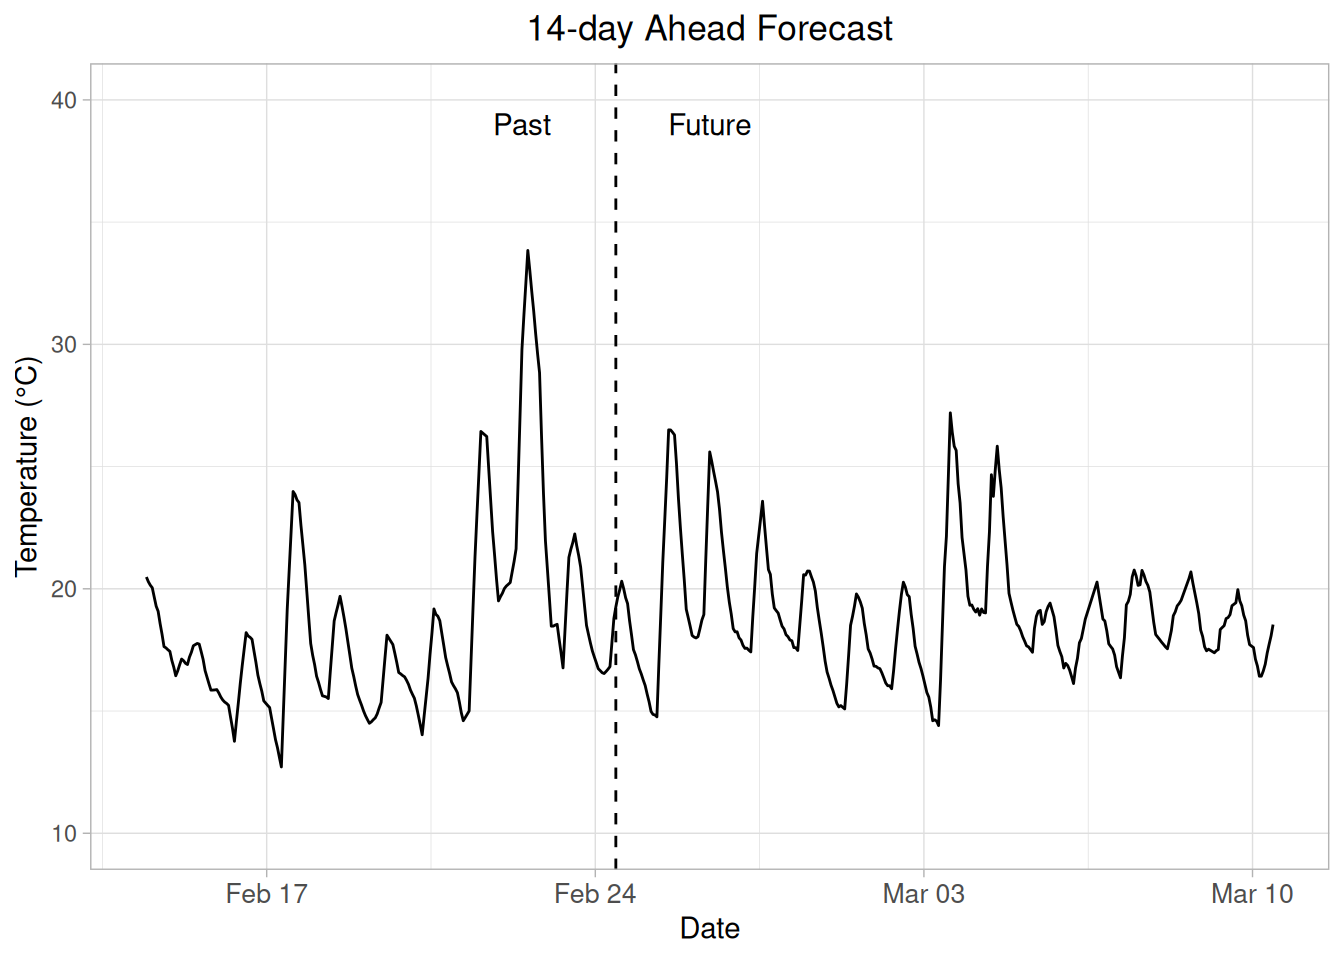 14-day Ahead Forecast
40
Past
Future
30
Temperature (°C)
20
10
Feb 17
Feb 24
Mar 03
Mar 10
Date